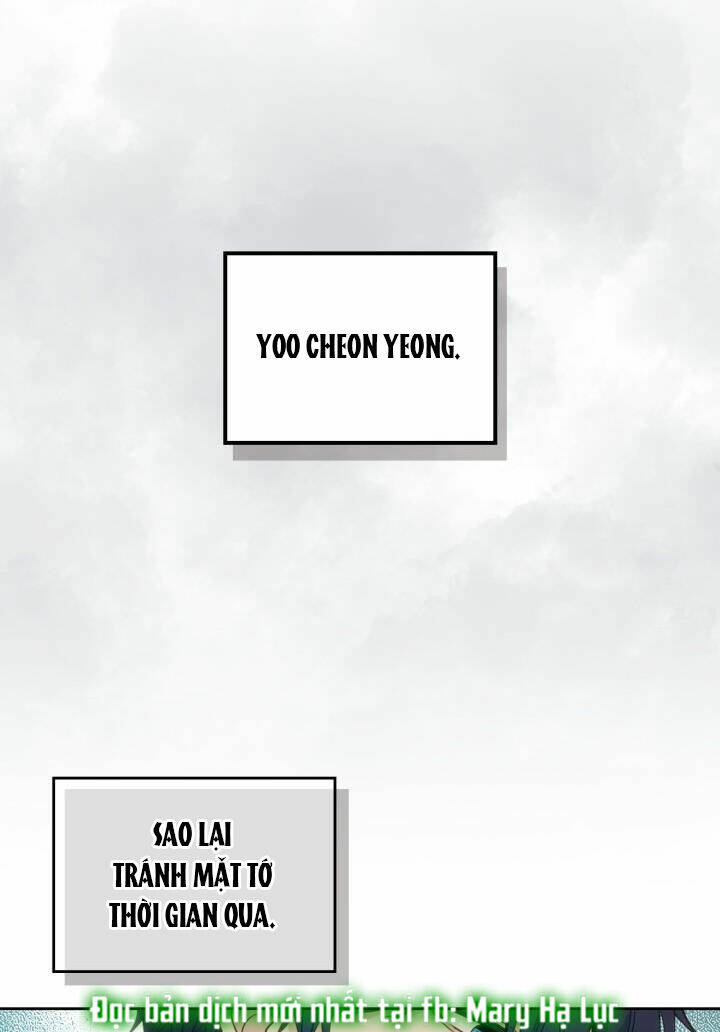 YOO CHEON YEONG.
SAO LẠI
TRÁNH MẶT TỚ
THỜI GIAN QUA.
Đọc bản dịch mới nhất tại fb: Mary Hạ Lục